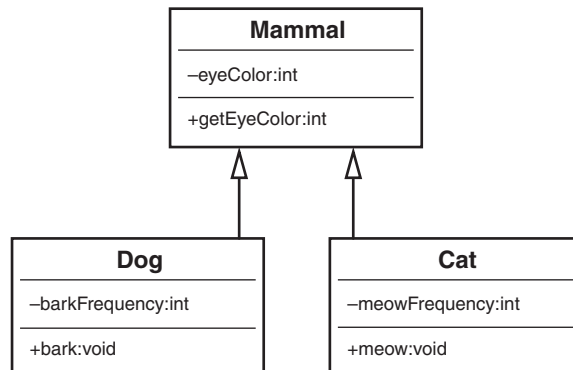 Mammal
–eyeColor:int
+getEyeColor:int
Dog
–barkFrequency:int
+bark:void
Cat
–meowFrequency:int
+meow:void